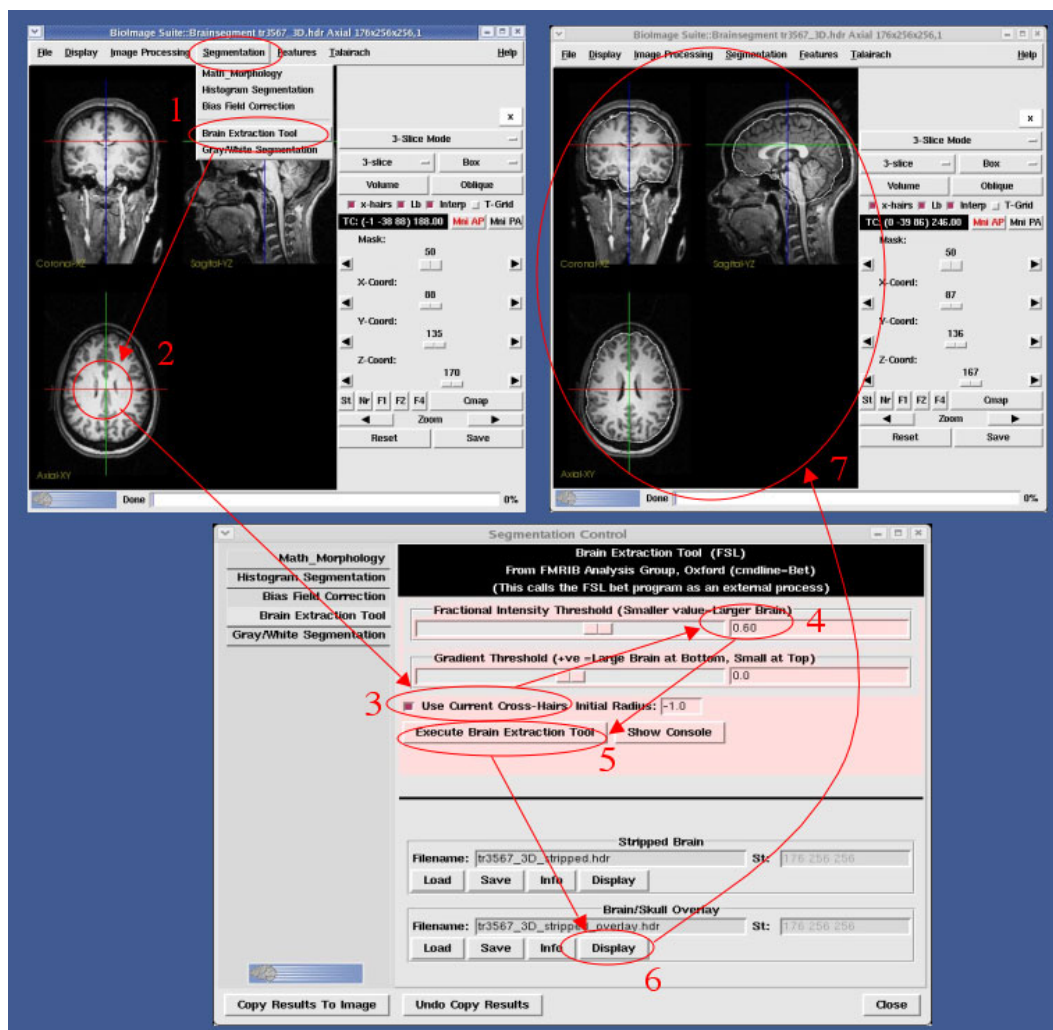 BioImage Suite::Brainsegment tr3567_3D.hdr Axial 176x256x256,1
File Display Image Processing Segmentation Features Talairach Help
Math_Morphology
Histogram Segmentation
Bias Field Correction
Brain Extraction Tool
Gray/White Segmentation
1
2
Coronal-XZ
Sagittal-YZ
Axial-XY
x
3-Slice Mode
3-slice Box
Volume Oblique
x-hairs Lb Interp T-Grid
TC: (-1 -38 88) 188.00 Mni AP Mni PA
Mask:
50
X-Coord:
88
Y-Coord:
135
Z-Coord:
170
St Nr F1 F2 F4 Cmap
Zoom
Reset Save
Done 0%
BioImage Suite::Brainsegment tr3567_3D.hdr Axial 176x256x256,1
File Display Image Processing Segmentation Features Talairach Help
Coronal-XZ
Sagittal-YZ
Axial-XY
x
3-Slice Mode
3-slice Box
Volume Oblique
x-hairs Lb Interp T-Grid
TC: (0 -39 86) 246.00 Mni AP Mni PA
Mask:
50
X-Coord:
87
Y-Coord:
136
Z-Coord:
167
St Nr F1 F2 F4 Cmap
Zoom
Reset Save
7
Done 0%
Segmentation Control
Math_Morphology
Histogram Segmentation
Bias Field Correction
Brain Extraction Tool
Gray/White Segmentation
Brain Extraction Tool (FSL)
From FMRIB Analysis Group, Oxford (cmdline=Bet)
(This calls the FSL bet program as an external process)
Fractional Intensity Threshold (Smaller value=Larger Brain)
0.60
4
Gradient Threshold (+ve =Large Brain at Bottom, Small at Top)
0.0
3
Use Current Cross-Hairs Initial Radius: -1.0
Execute Brain Extraction Tool Show Console
5
Stripped Brain
Filename: tr3567_3D_stripped.hdr St: 176 256 256
Load Save Info Display
Brain/Skull Overlay
Filename: tr3567_3D_stripped_overlay.hdr St: 176 256 256
Load Save Info Display
6
Copy Results To Image Undo Copy Results Close